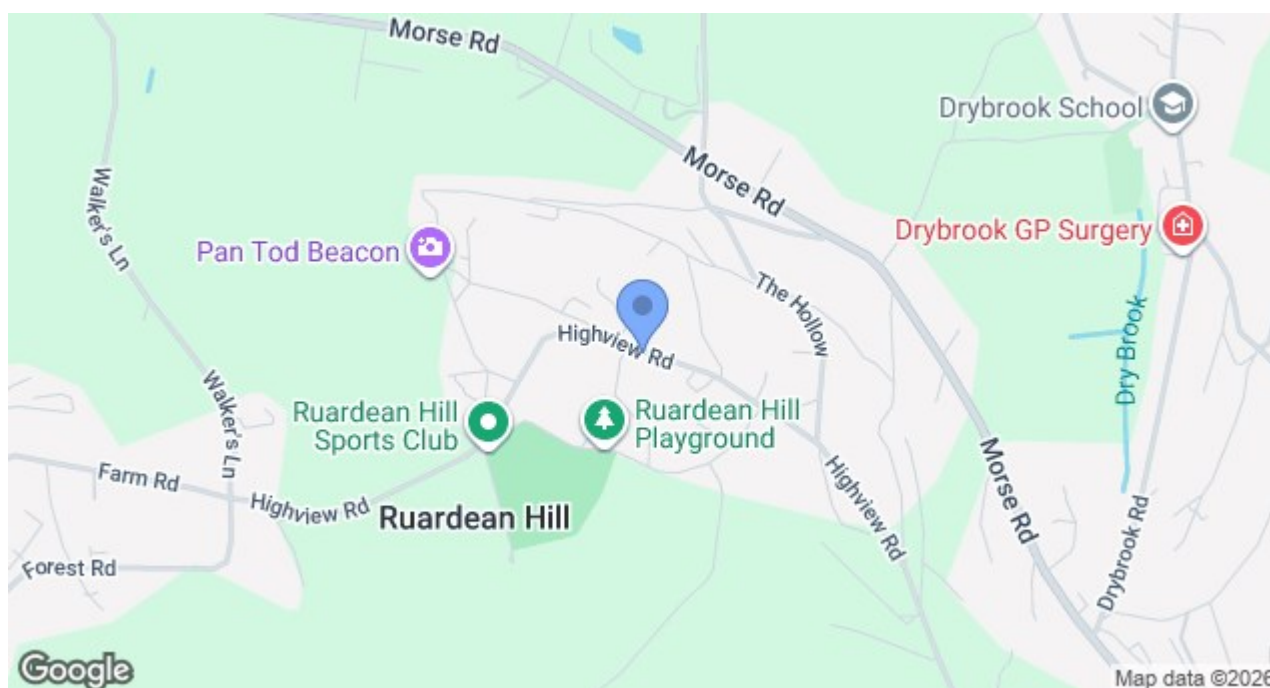 Morse Rd
Drybrook School
Walker's Ln
Morse Rd
Drybrook GP Surgery
Pan Tod Beacon
The Hollow
Dry Brook
Highview Rd
Ruardean Hill
Sports Club
Ruardean Hill
Playground
Walker's Ln
Farm Rd
Highview Rd
Ruardean Hill
Highview Rd
Morse Rd
Drybrook Rd
Forest Rd
Google
Map data ©2026